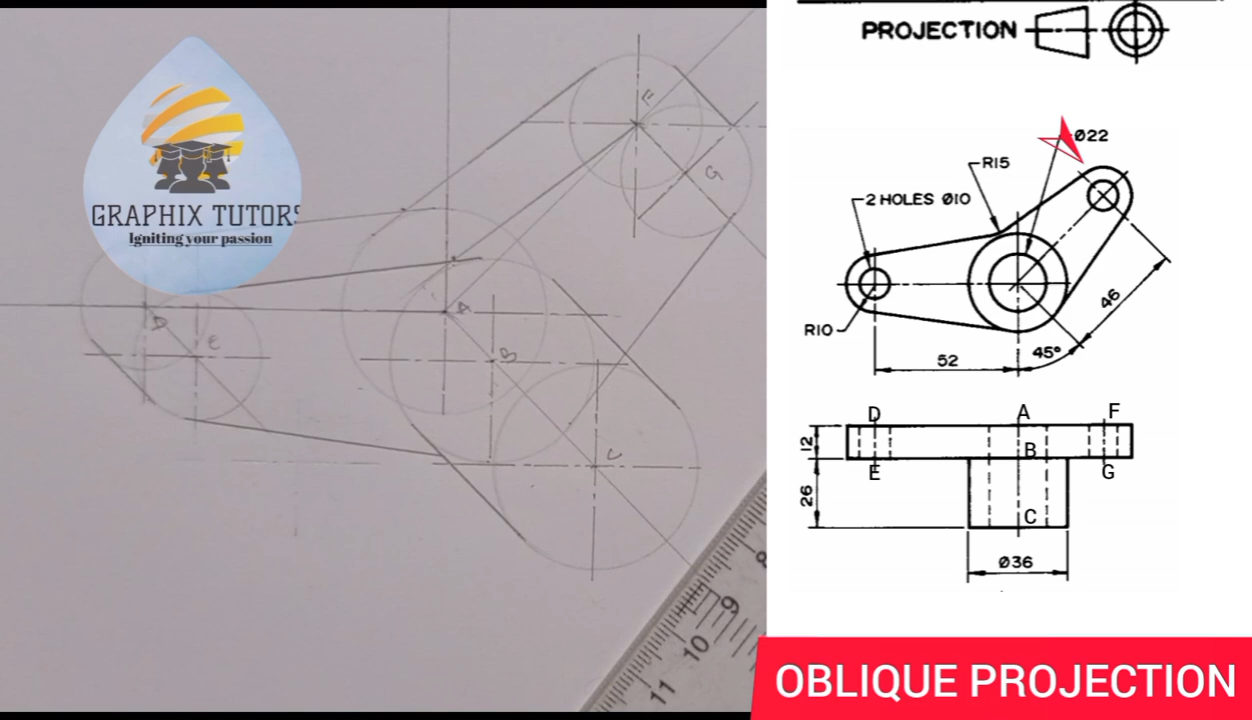 GRAPHIX TUTORS
Igniting your passion
F
G
A
B
C
D
E
8
9
10
11
PROJECTION
Ø22
R15
2 HOLES Ø10
R10
46
52
45°
D
A
F
12
B
E
G
26
C
Ø36
OBLIQUE PROJECTION